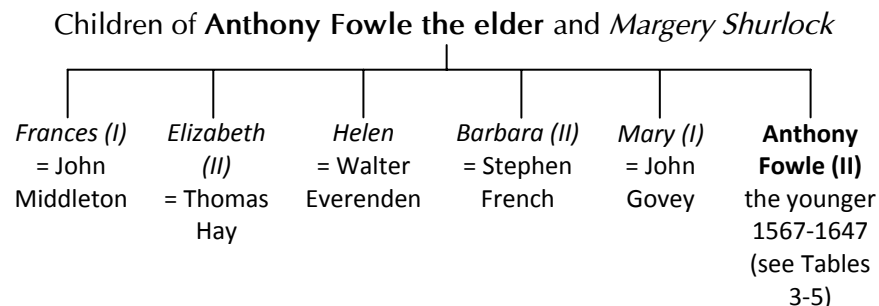 Children of Anthony Fowle the elder and Margery Shurlock
Frances (I)
= John
Middleton
Elizabeth
(II)
= Thomas
Hay
Helen
= Walter
Everenden
Barbara (II)
= Stephen
French
Mary (I)
= John
Govey
Anthony
Fowle (II)
the younger
1567-1647
(see Tables
3-5)